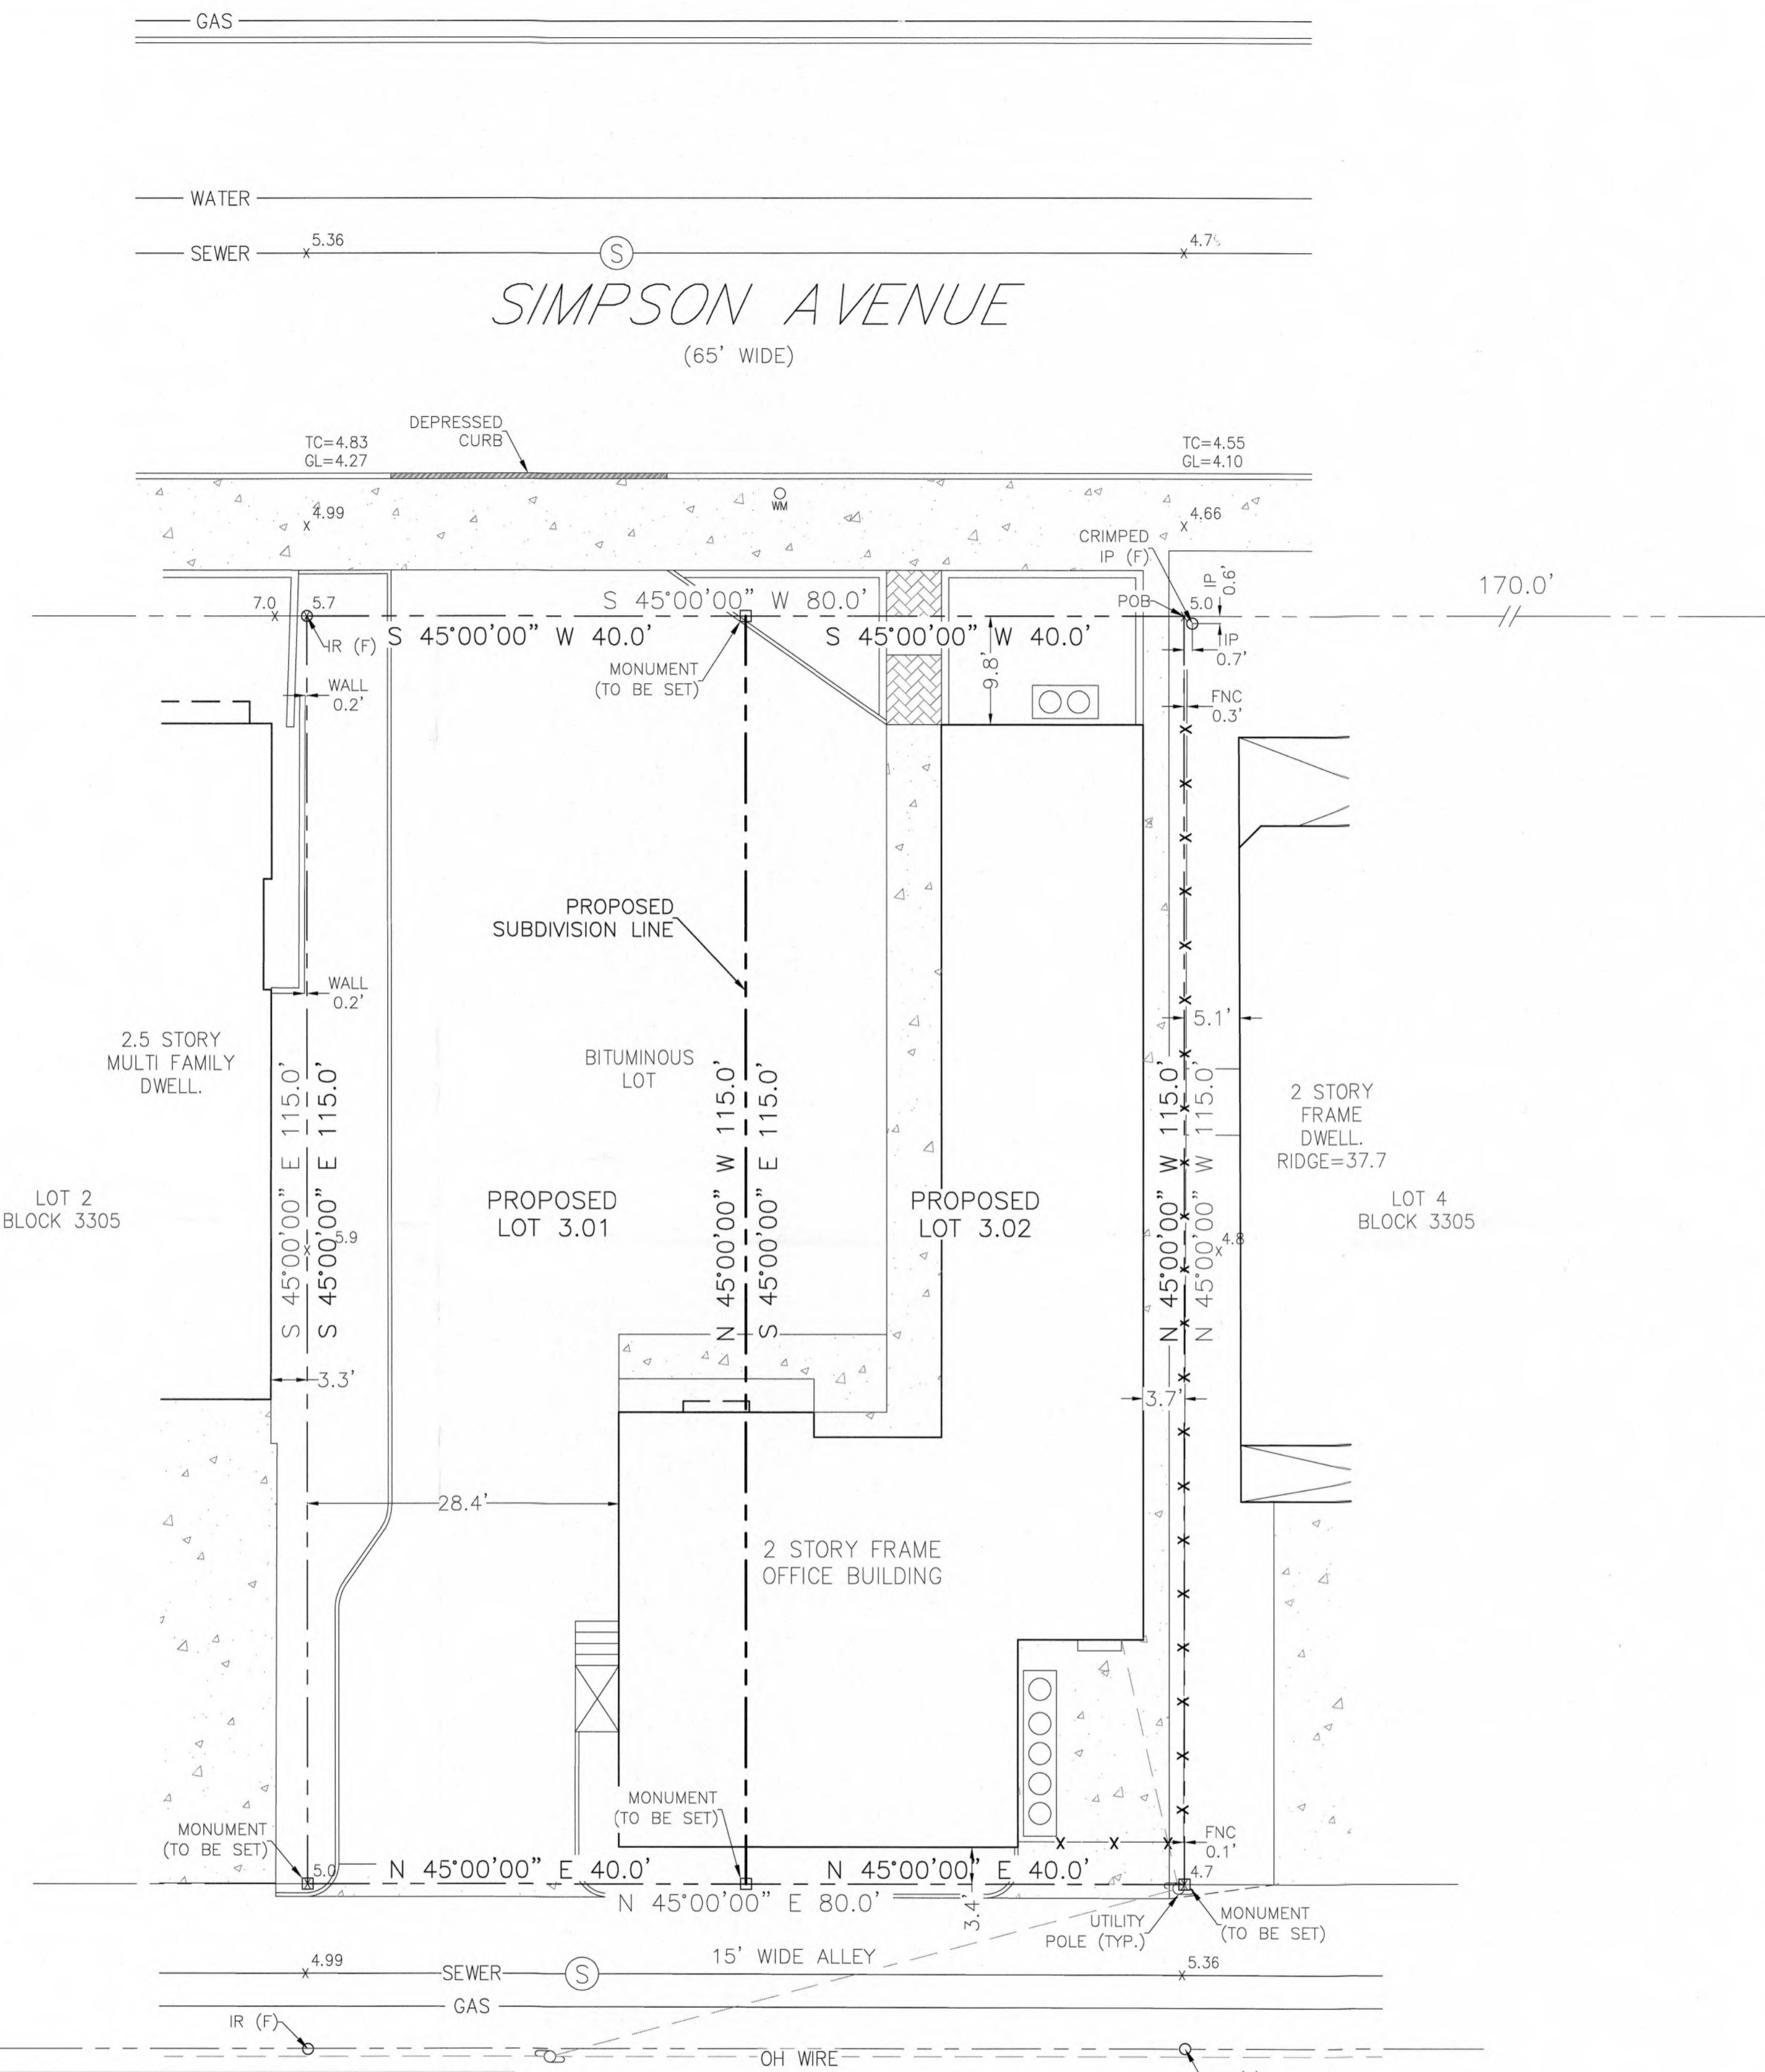 GAS
WATER
5.36
SEWER
S
SIMPSON AVENUE
(65' WIDE)
DEPRESSED
CURB
TC=4.83
GL=4.27
TC=4.55
GL=4.10
WM
4.99
4.66
CRIMPED
IP (F)
IP
0.6'
170.0'
7.0
5.7
S 45°00'00" W 80.0'
POB
5.0
IR (F)
S 45°00'00" W 40.0'
S 45°00'00" W 40.0'
IP
0.7'
MONUMENT
(TO BE SET)
9.8'
WALL
0.2'
FNC
0.3'
PROPOSED
SUBDIVISION LINE
WALL
0.2'
5.1'
2.5 STORY
MULTI FAMILY
DWELL.
BITUMINOUS
LOT
2 STORY
FRAME
DWELL.
RIDGE=37.7
S 45°00'00" E 115.0'
S 45°00'00" E 115.0'
N 45°00'00" W 115.0'
S 45°00'00" E 115.0'
N 45°00'00" W 115.0'
N 45°00'00" W 115.0'
LOT 2
BLOCK 3305
PROPOSED
LOT 3.01
PROPOSED
LOT 3.02
LOT 4
BLOCK 3305
5.9
4.8
3.3'
3.7'
28.4'
2 STORY FRAME
OFFICE BUILDING
MONUMENT
(TO BE SET)
MONUMENT
(TO BE SET)
FNC
0.1'
5.0
N 45°00'00" E 40.0'
N 45°00'00" E 40.0'
4.7
N 45°00'00" E 80.0'
3.4'
UTILITY
POLE (TYP.)
MONUMENT
(TO BE SET)
15' WIDE ALLEY
4.99
SEWER
S
5.36
GAS
IR (F)
OH WIRE